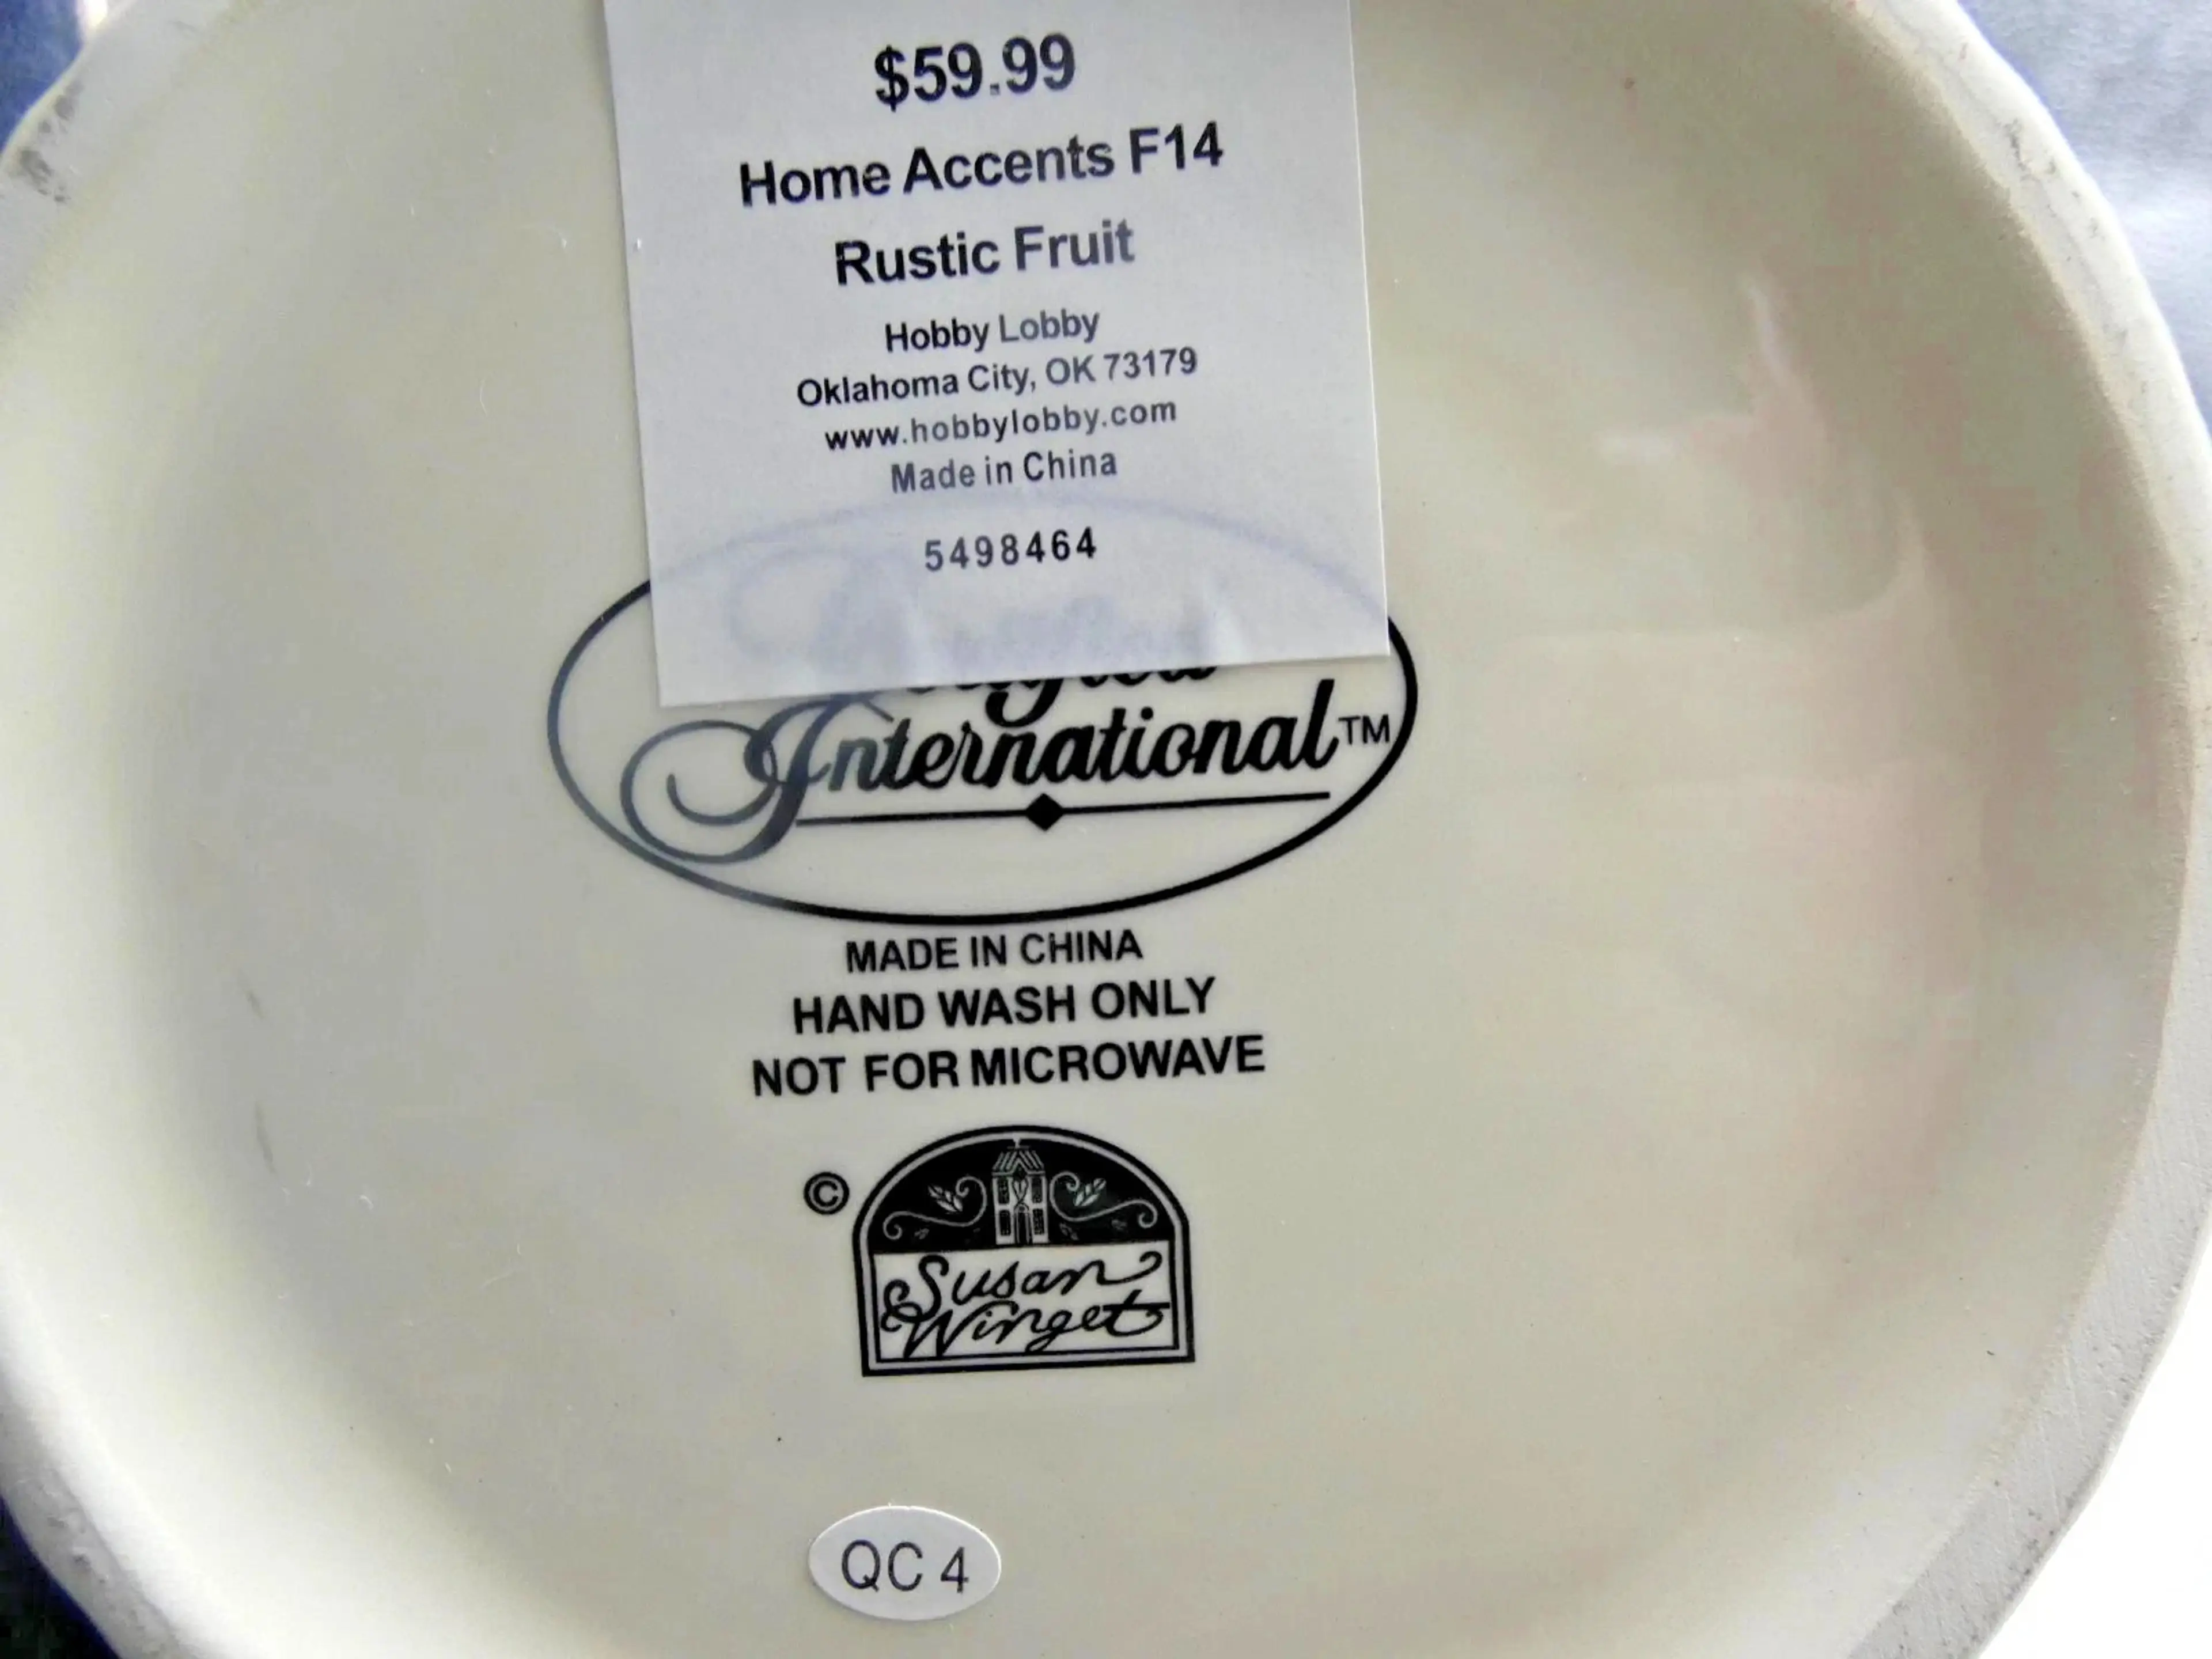 $59.99
Home Accents F14
Rustic Fruit
Hobby Lobby
Oklahoma City, OK 73179
www.hobbylobby.com
Made in China
5498464
International™
MADE IN CHINA
HAND WASH ONLY
NOT FOR MICROWAVE
©
Susan
Winget
QC 4